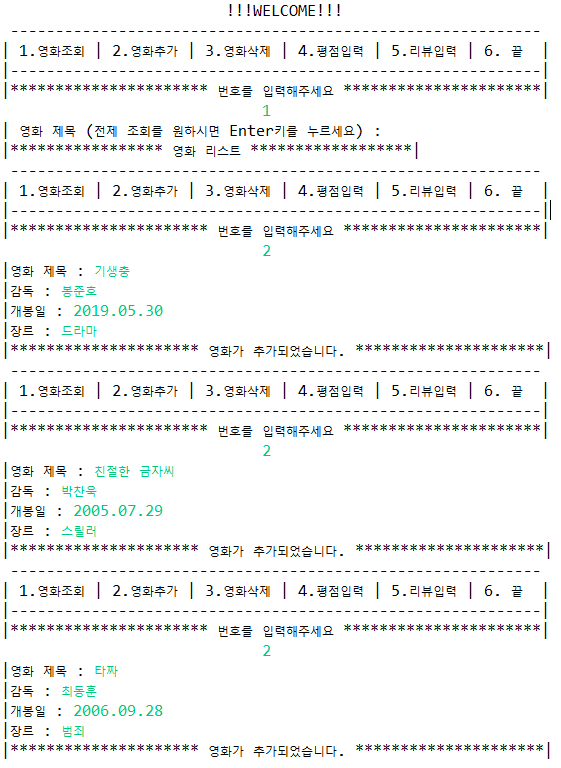 !!!WELCOME!!!
-----------------------------------------------------------
| 1.영화조회 | 2.영화추가 | 3.영화삭제 | 4.평점입력 | 5.리뷰입력 | 6. 끝  |
|-----------------------------------------------------------|
|********************** 번호를 입력해주세요 **********************|
1
| 영화 제목 (전제 조회를 원하시면 Enter키를 누르세요) :
|***************** 영화 리스트 ******************|
-----------------------------------------------------------
| 1.영화조회 | 2.영화추가 | 3.영화삭제 | 4.평점입력 | 5.리뷰입력 | 6. 끝  |
|-----------------------------------------------------------|
|********************** 번호를 입력해주세요 **********************|
2
|영화 제목 : 기생충
|감독 : 봉준호
|개봉일 : 2019.05.30
|장르 : 드라마
|********************* 영화가 추가되었습니다. *********************|
-----------------------------------------------------------
| 1.영화조회 | 2.영화추가 | 3.영화삭제 | 4.평점입력 | 5.리뷰입력 | 6. 끝  |
|-----------------------------------------------------------|
|********************** 번호를 입력해주세요 **********************|
2
|영화 제목 : 친절한 금자씨
|감독 : 박찬욱
|개봉일 : 2005.07.29
|장르 : 스릴러
|********************* 영화가 추가되었습니다. *********************|
-----------------------------------------------------------
| 1.영화조회 | 2.영화추가 | 3.영화삭제 | 4.평점입력 | 5.리뷰입력 | 6. 끝  |
|-----------------------------------------------------------|
|********************** 번호를 입력해주세요 **********************|
2
|영화 제목 : 타짜
|감독 : 최동훈
|개봉일 : 2006.09.28
|장르 : 범죄
|********************* 영화가 추가되었습니다. *********************|